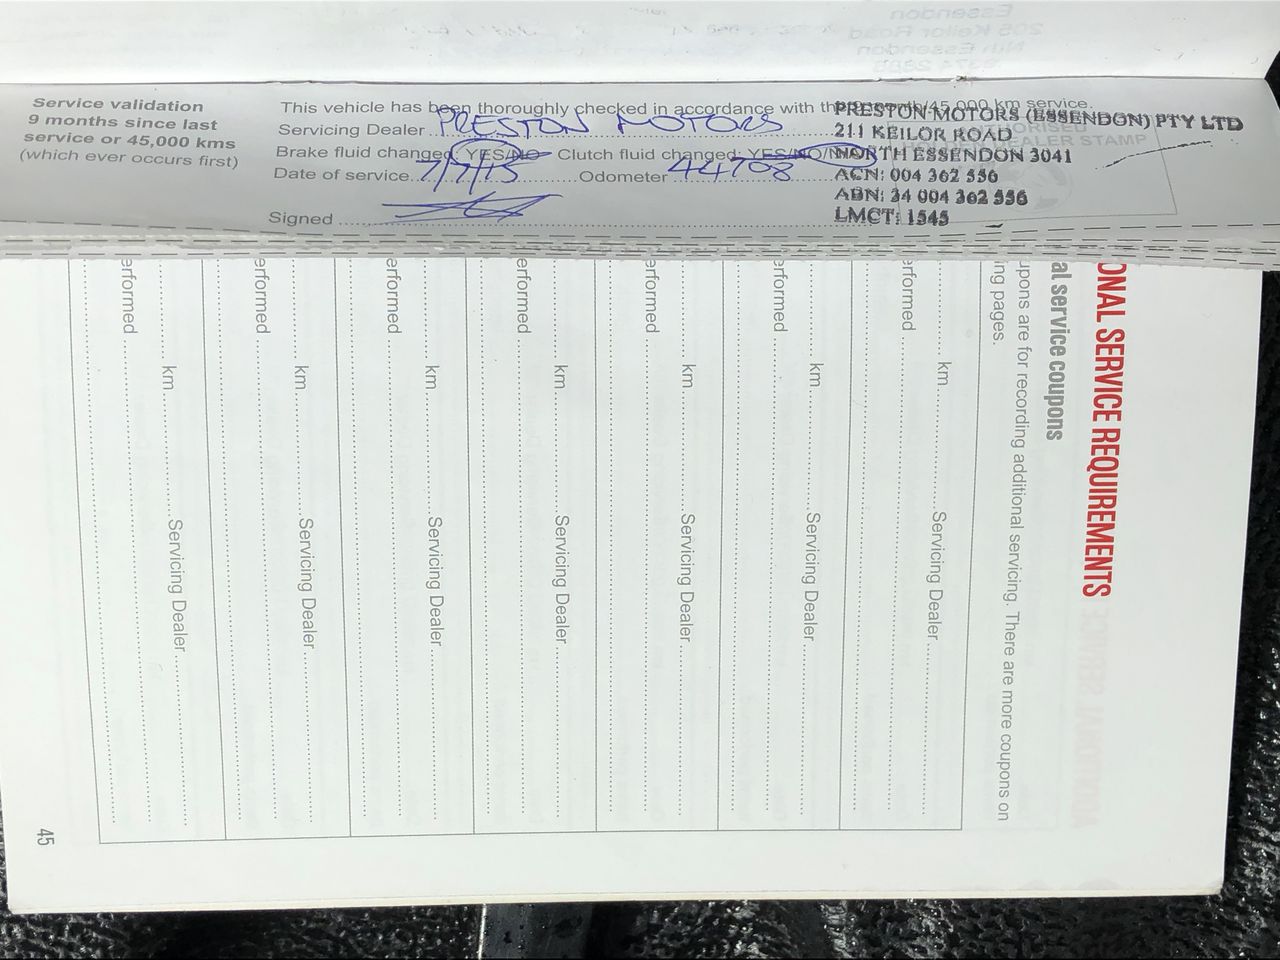 Service validation
9 months since last
service or 45,000 kms
(which ever occurs first)
This vehicle has been thoroughly checked in accordance with the 45,000 km service.
Servicing Dealer PRESTON MOTORS
Brake fluid changed: YES/NO Clutch fluid changed: YES/NO/
Date of service 7/7/15 Odometer 44708
Signed
PRESTON MOTORS (ESSENDON) PTY LTD
211 KEILOR ROAD
NORTH ESSENDON 3041
ACN: 004 362 556
ABN: 34 004 362 556
LMCT: 1545
DEALER STAMP
ONAL SERVICE REQUIREMENTS
al service coupons
upons are for recording additional servicing. There are more coupons on
ing pages.
km Servicing Dealer
erformed
km Servicing Dealer
erformed
km Servicing Dealer
erformed
km Servicing Dealer
erformed
km Servicing Dealer
erformed
km Servicing Dealer
erformed
km Servicing Dealer
erformed
45